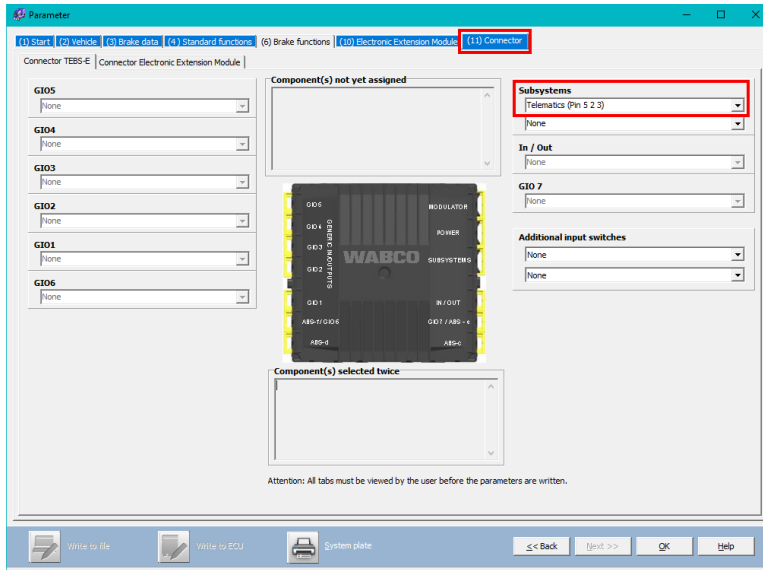 Parameter
(1) Start (2) Vehicle (3) Brake data (4) Standard functions (6) Brake functions (10) Electronic Extension Module (11) Connector
Connector TEBS-E Connector Electronic Extension Module
GIO5
None
GIO4
None
GIO3
None
GIO2
None
GIO1
None
GIO6
None
Component(s) not yet assigned
GIO5
GIO4
GIO3
GIO2
GIO1
ABS-f/GIO6
ABS-d
GENERIC IN/OUTPUTS
WABCO
MODULATOR
POWER
SUBSYSTEMS
IN/OUT
GIO7 / ABS - e
ABS-c
Component(s) selected twice
Attention: All tabs must be viewed by the user before the parameters are written.
Subsystems
Telematics (Pin 5 2 3)
None
In / Out
None
GIO 7
None
Additional input switches
None
None
Write to file
Write to ECU
System plate
<< Back
Next >>
OK
Help